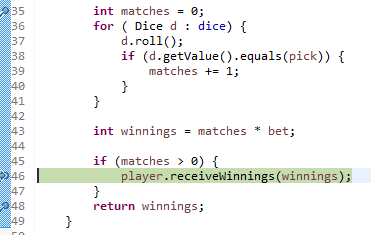 35 int matches = 0;
36 for ( Dice d : dice) {
37 d.roll();
38 if (d.getValue().equals(pick)) {
39 matches += 1;
40 }
41 }
42
43 int winnings = matches * bet;
44
45 if (matches > 0) {
46 player.receiveWinnings(winnings);
47 }
48 return winnings;
49 }